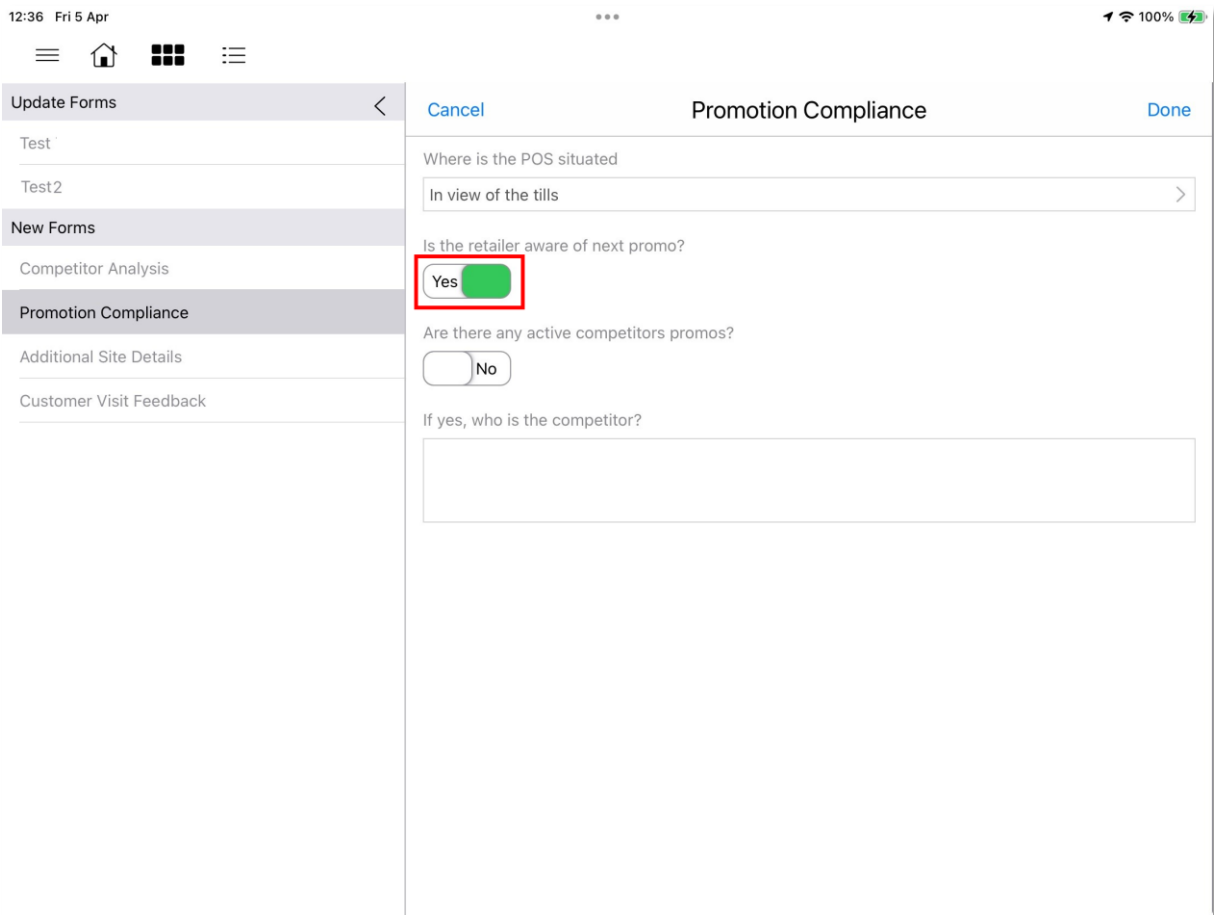 12:36 Fri 5 Apr
100%
Update Forms
Test
Test2
New Forms
Competitor Analysis
Promotion Compliance
Additional Site Details
Customer Visit Feedback
Cancel
Promotion Compliance
Done
Where is the POS situated
In view of the tills
Is the retailer aware of next promo?
Yes
Are there any active competitors promos?
No
If yes, who is the competitor?